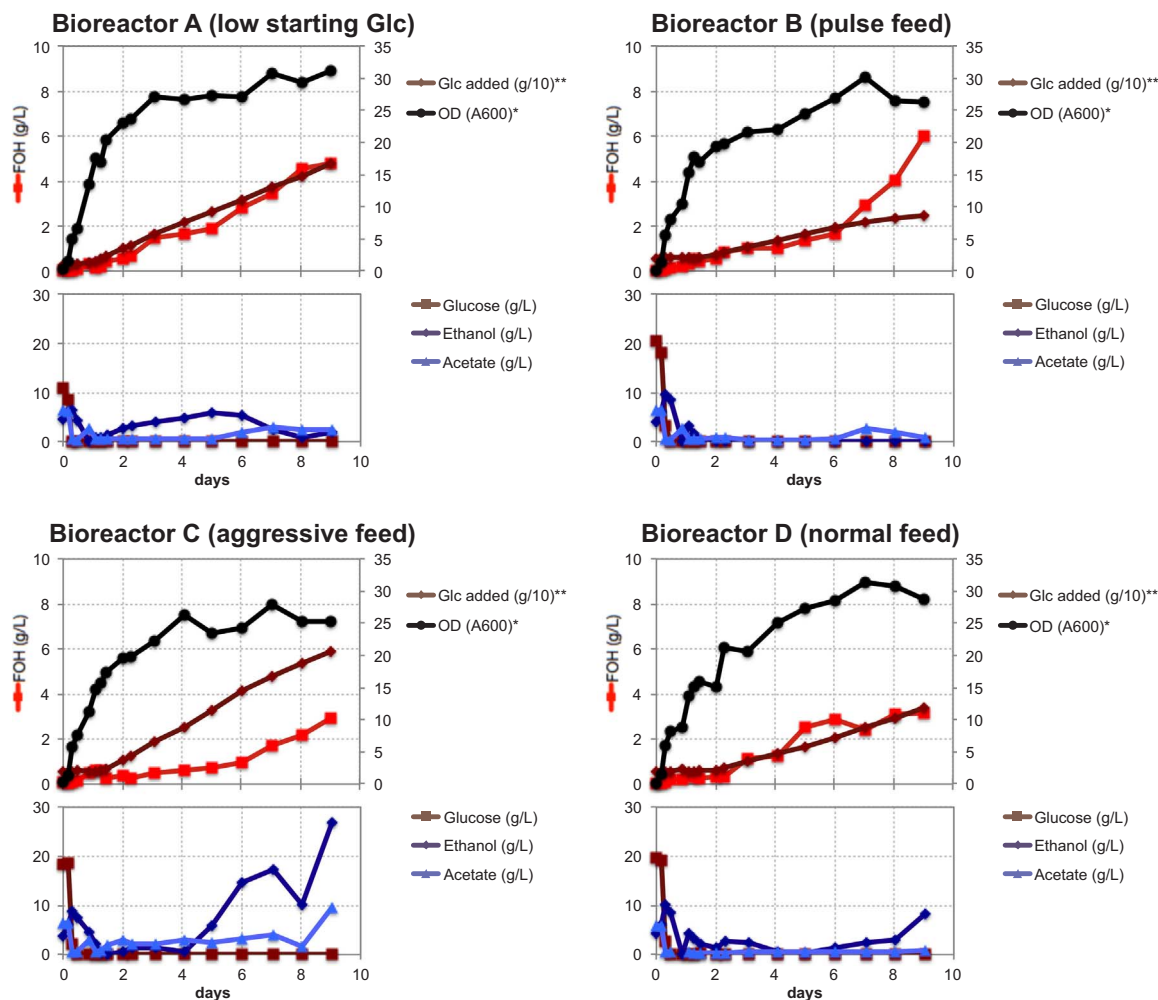 Bioreactor A (low starting Glc)
10
8
6
4
2
0
FOH (g/L)
35
30
25
20
15
10
5
0
Glc added (g/10)**
OD (A600)*
30
20
10
0
0 2 4 6 8 10
days
Glucose (g/L)
Ethanol (g/L)
Acetate (g/L)
Bioreactor B (pulse feed)
10
8
6
4
2
0
FOH (g/L)
35
30
25
20
15
10
5
0
Glc added (g/10)**
OD (A600)*
30
20
10
0
0 2 4 6 8 10
days
Glucose (g/L)
Ethanol (g/L)
Acetate (g/L)
Bioreactor C (aggressive feed)
10
8
6
4
2
0
FOH (g/L)
35
30
25
20
15
10
5
0
Glc added (g/10)**
OD (A600)*
30
20
10
0
0 2 4 6 8 10
days
Glucose (g/L)
Ethanol (g/L)
Acetate (g/L)
Bioreactor D (normal feed)
10
8
6
4
2
0
FOH (g/L)
35
30
25
20
15
10
5
0
Glc added (g/10)**
OD (A600)*
30
20
10
0
0 2 4 6 8 10
days
Glucose (g/L)
Ethanol (g/L)
Acetate (g/L)